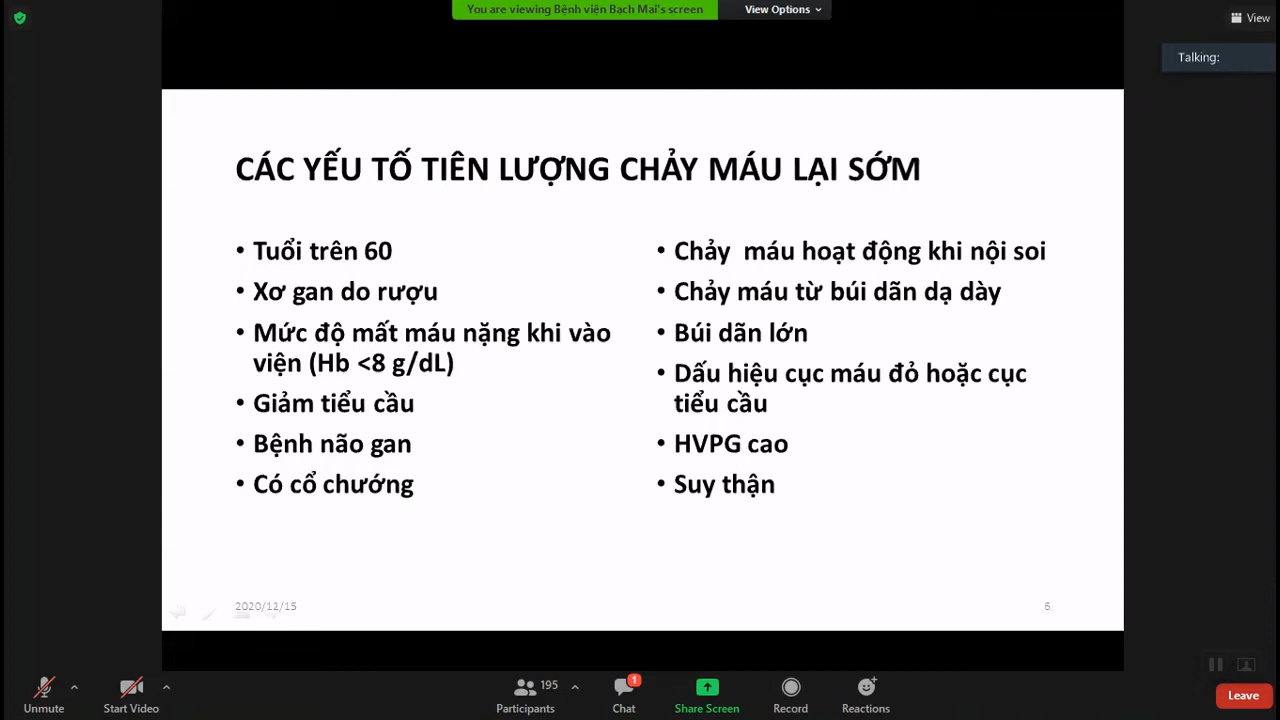 You are viewing Bệnh viện Bạch Mai's screen
View Options
View
Talking:
CÁC YẾU TỐ TIÊN LƯỢNG CHẢY MÁU LẠI SỚM
• Tuổi trên 60
• Xơ gan do rượu
• Mức độ mất máu nặng khi vào
viện (Hb <8 g/dL)
• Giảm tiểu cầu
• Bệnh não gan
• Có cổ chướng
• Chảy  máu hoạt động khi nội soi
• Chảy máu từ búi dãn dạ dày
• Búi dãn lớn
• Dấu hiệu cục máu đỏ hoặc cục
tiểu cầu
• HVPG cao
• Suy thận
2020/12/15
6
Unmute
Start Video
195
Participants
1
Chat
Share Screen
Record
Reactions
Leave